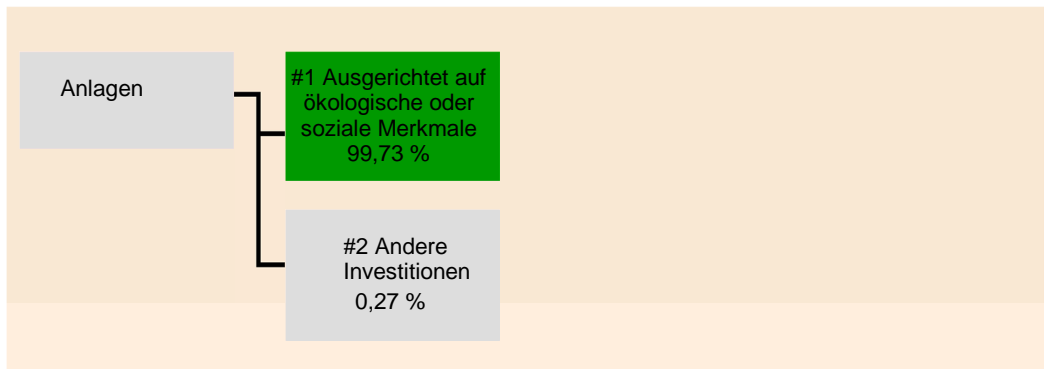 Anlagen
#1 Ausgerichtet auf
ökologische oder
soziale Merkmale
99,73 %
#2 Andere
Investitionen
0,27 %